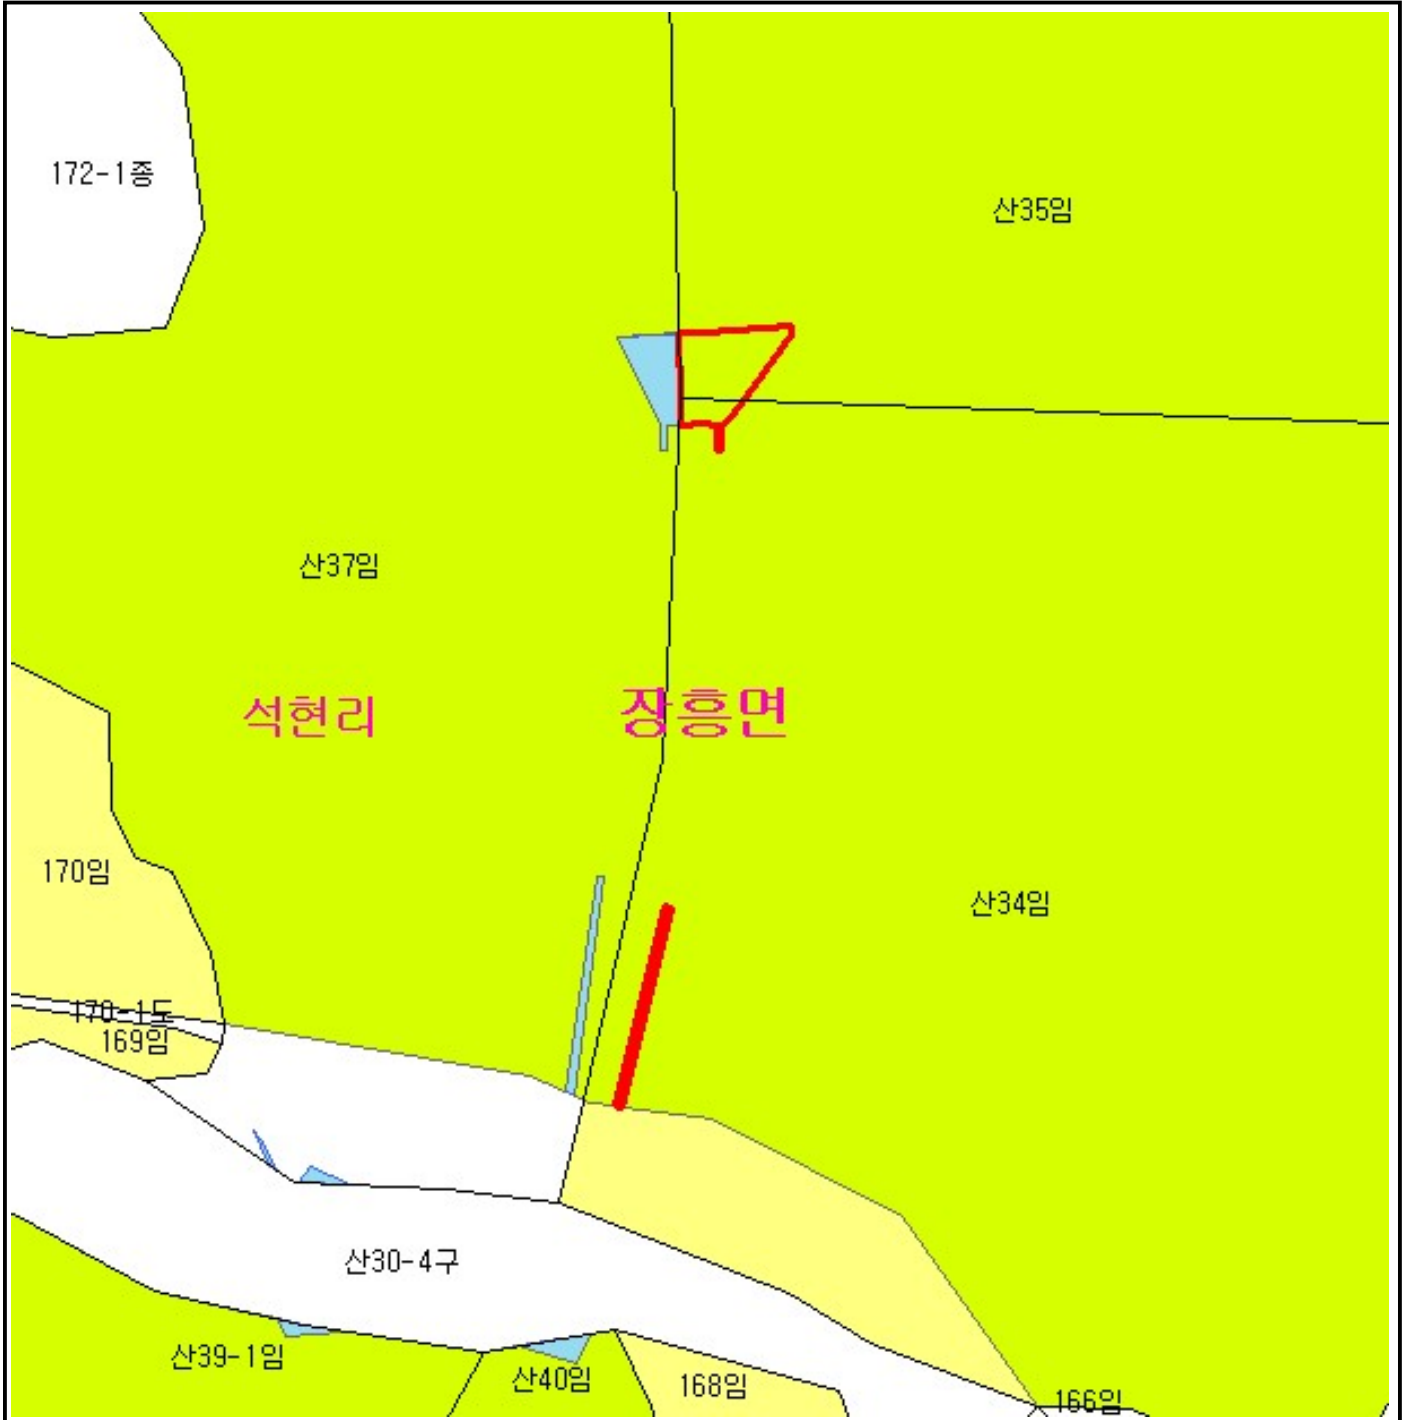 172-1종
산35임
산37임
석현리
장흥면
170임
산34임
170-1도
169임
산30-4구
산39-1임
산40임
168임
166임